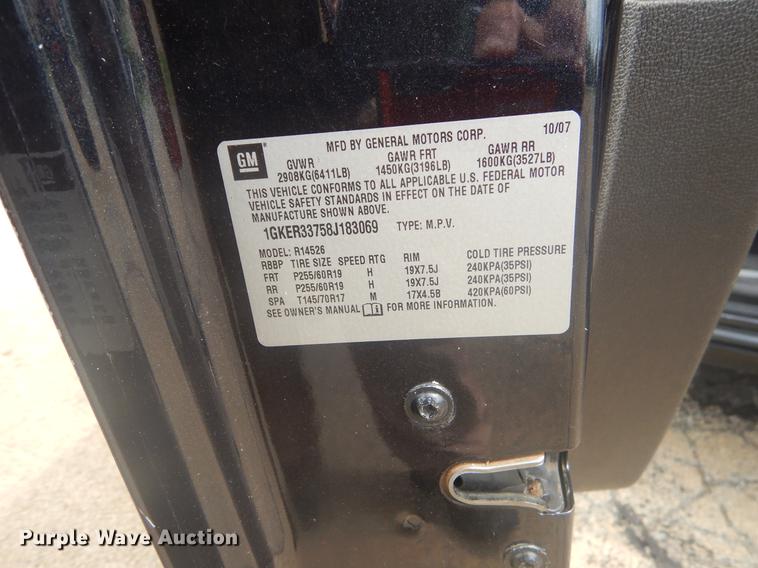 GM
MFD BY GENERAL MOTORS CORP. 10/07
GVWR GAWR FRT GAWR RR
2908KG(6411LB) 1450KG(3196LB) 1600KG(3527LB)
THIS VEHICLE CONFORMS TO ALL APPLICABLE U.S. FEDERAL MOTOR
VEHICLE SAFETY STANDARDS IN EFFECT ON THE DATE OF
MANUFACTURE SHOWN ABOVE.
1GKER33758J183069 TYPE: M.P.V.
MODEL: R14526
RBBP TIRE SIZE SPEED RTG RIM COLD TIRE PRESSURE
FRT P255/60R19 H 19X7.5J 240KPA(35PSI)
RR P255/60R19 H 19X7.5J 240KPA(35PSI)
SPA T145/70R17 M 17X4.5B 420KPA(60PSI)
SEE OWNER'S MANUAL FOR MORE INFORMATION.
Purple Wave Auction